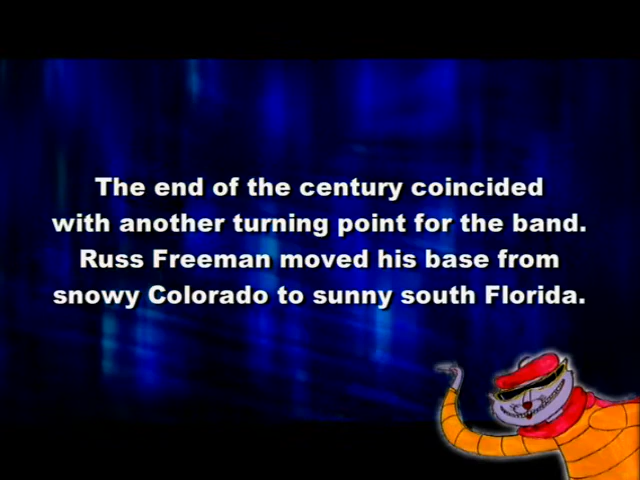 The end of the century coincided
with another turning point for the band.
Russ Freeman moved his base from
snowy Colorado to sunny south Florida.